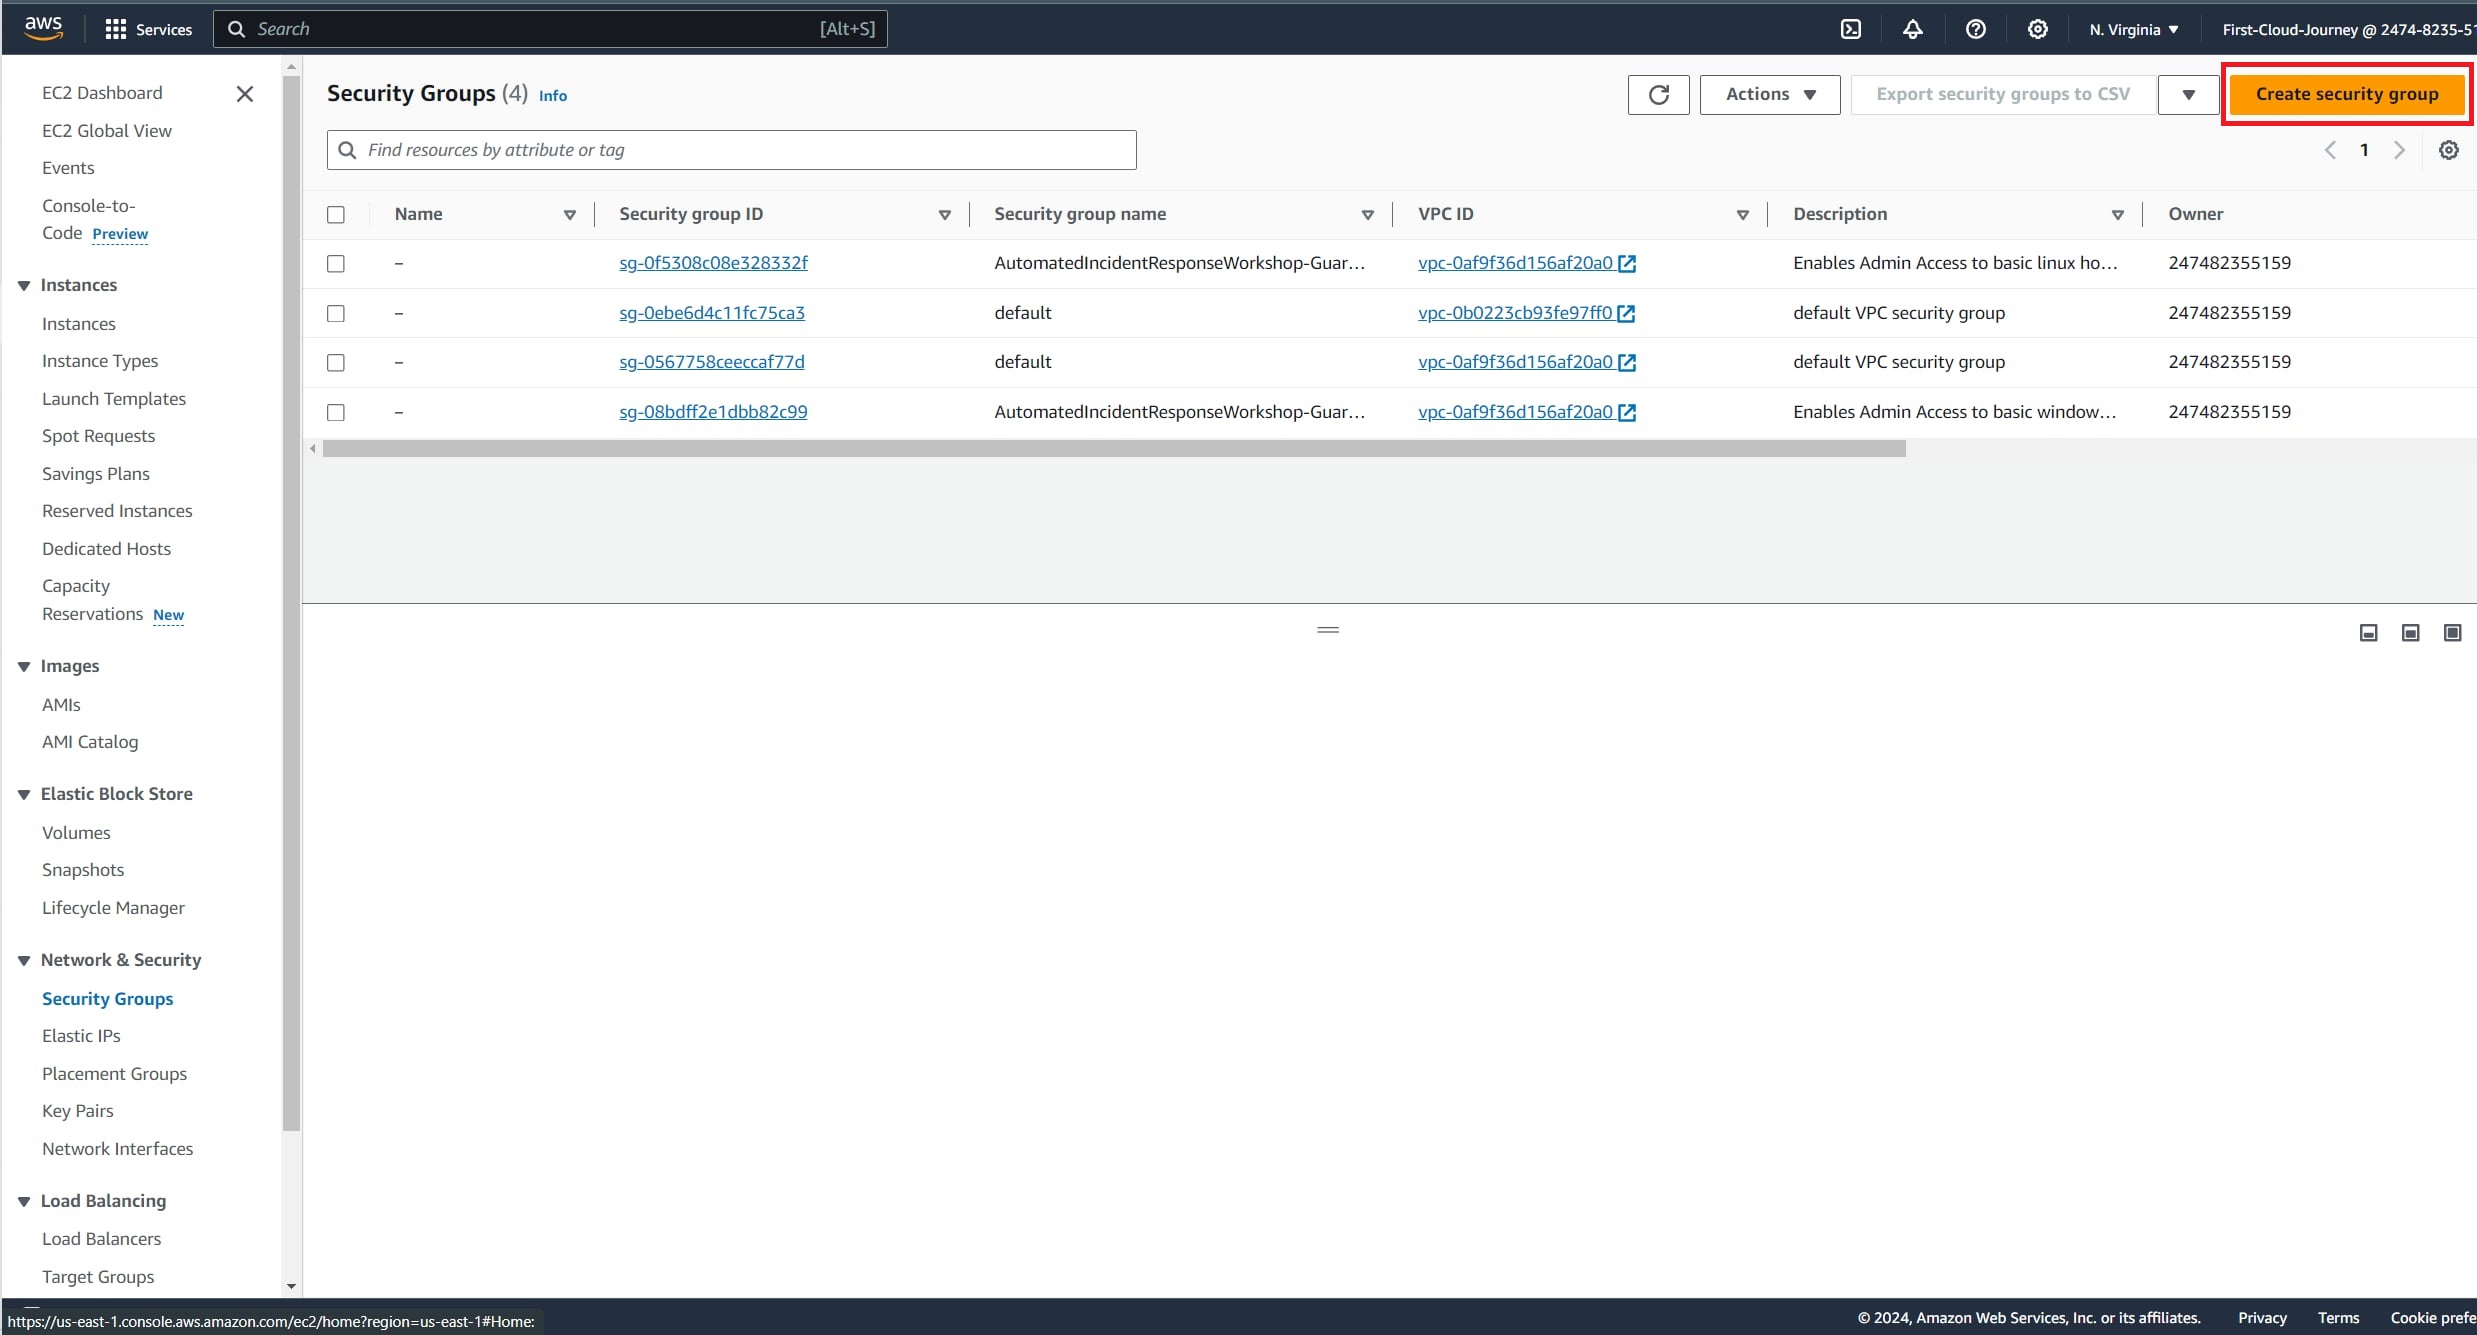 aws Services Search [Alt+S] N. Virginia First-Cloud-Journey @ 2474-8235-51
EC2 Dashboard
EC2 Global View
Events
Console-to-
Code Preview
Instances
Instances
Instance Types
Launch Templates
Spot Requests
Savings Plans
Reserved Instances
Dedicated Hosts
Capacity
Reservations New
Images
AMIs
AMI Catalog
Elastic Block Store
Volumes
Snapshots
Lifecycle Manager
Network & Security
Security Groups
Elastic IPs
Placement Groups
Key Pairs
Network Interfaces
Load Balancing
Load Balancers
Target Groups
Security Groups (4) Info Actions Export security groups to CSV Create security group
Find resources by attribute or tag 1
Name Security group ID Security group name VPC ID Description Owner
– sg-0f5308c08e328332f AutomatedIncidentResponseWorkshop-Guar... vpc-0af9f36d156af20a0 Enables Admin Access to basic linux ho... 247482355159
– sg-0ebe6d4c11fc75ca3 default vpc-0b0223cb93fe97ff0 default VPC security group 247482355159
– sg-0567758ceeccaf77d default vpc-0af9f36d156af20a0 default VPC security group 247482355159
– sg-08bdff2e1dbb82c99 AutomatedIncidentResponseWorkshop-Guar... vpc-0af9f36d156af20a0 Enables Admin Access to basic window... 247482355159
https://us-east-1.console.aws.amazon.com/ec2/home?region=us-east-1#Home:
© 2024, Amazon Web Services, Inc. or its affiliates. Privacy Terms Cookie prefe